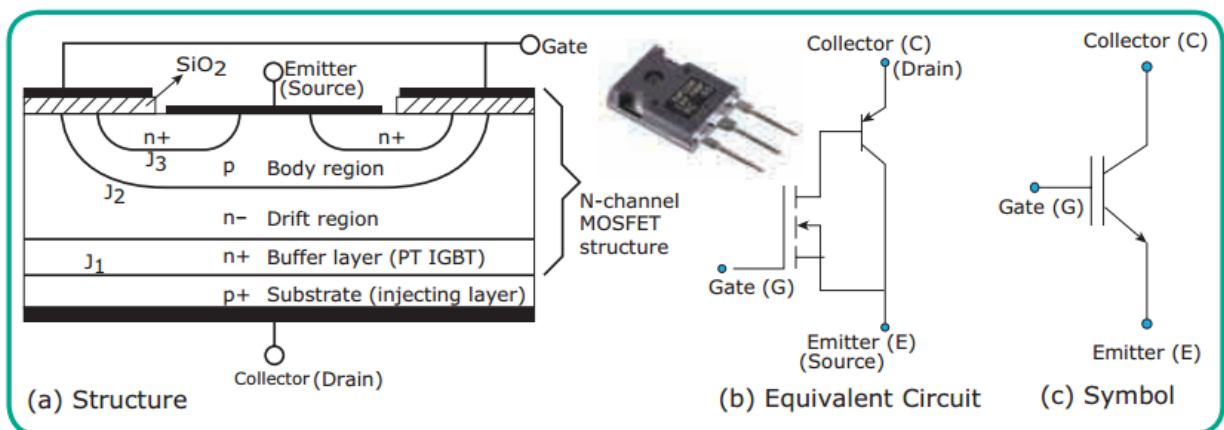 Gate
SiO2
Emitter
(Source)
n+
n+
J3
p
Body region
J2
n−
Drift region
N-channel
MOSFET
structure
n+
Buffer layer (PT IGBT)
J1
p+
Substrate (injecting layer)
Collector (Drain)
(a) Structure
Collector (C)
(Drain)
Gate (G)
Emitter (E)
(Source)
(b) Equivalent Circuit
Collector (C)
Gate (G)
Emitter (E)
(c) Symbol